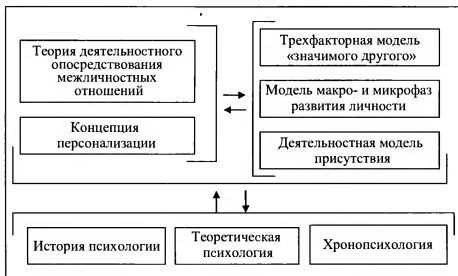 Теория деятельностного
опосредствования
межличностных
отношений
Концепция
персонализации
Трехфакторная модель
«значимого другого»
Модель макро- и микрофаз
развития личности
Деятельностная модель
присутствия
История психологии
Теоретическая
психология
Хронопсихология